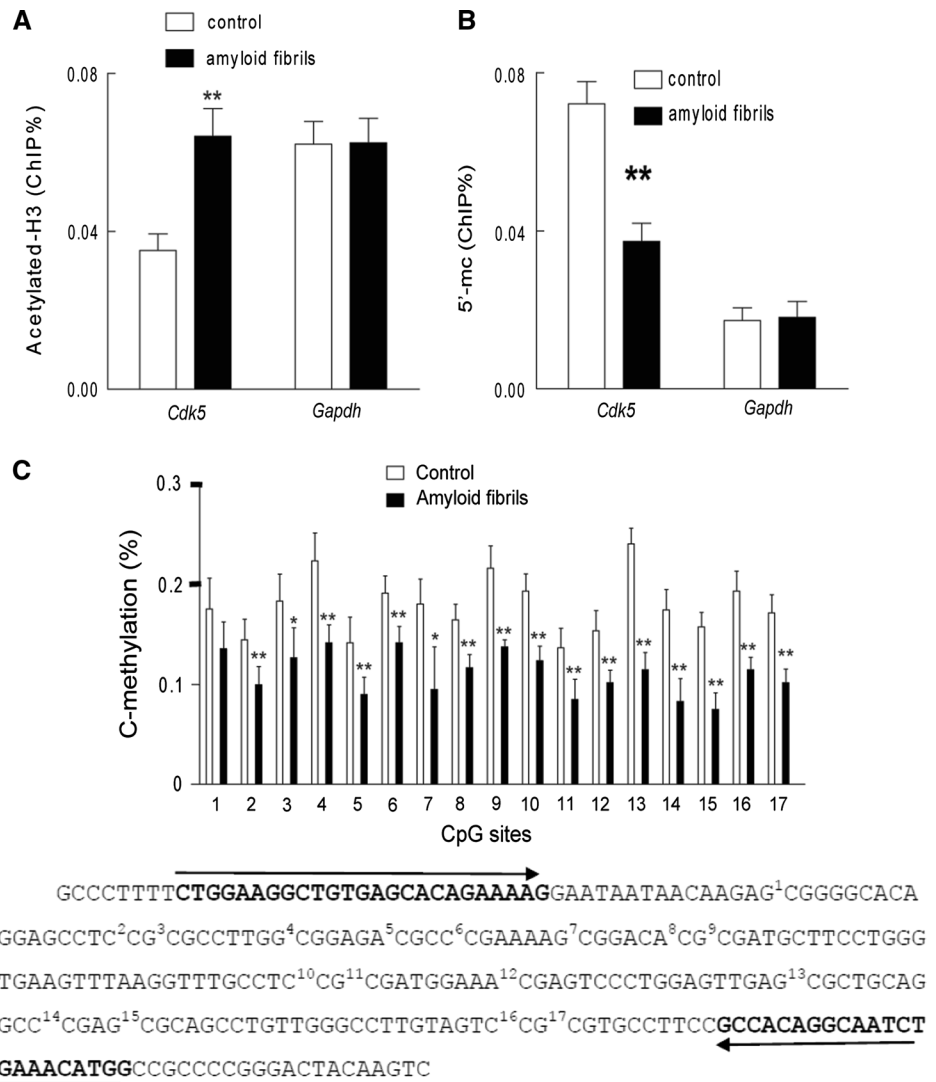 A
control
amyloid fibrils
0.08
0.04
0.00
Acetylated-H3 (ChIP%)
**
Cdk5 Gapdh
B
control
amyloid fibrils
0.08
0.04
0.00
5'-mc (ChIP%)
**
Cdk5 Gapdh
C
Control
Amyloid fibrils
0.3
0.2
0.1
0
C-methylation (%)
** * ** ** ** * ** ** ** ** ** ** ** ** ** **
1 2 3 4 5 6 7 8 9 10 11 12 13 14 15 16 17
CpG sites
GCCCTTTTCTGGAAGGCTGTGAGCACAGAAAAGGAATAATAACAAGAG¹CGGGGCACA
GGAGCCTC²CG³CGCCTTGG⁴CGGAGA⁵CGCC⁶CGAAAAG⁷CGGACA⁸CG⁹CGATGCTTCCTGGG
TGAAGTTTAAGGTTTGCCTC¹⁰CG¹¹CGATGGAAA¹²CGAGTCCCTGGAGTTGAG¹³CGCTGCAG
GCC¹⁴CGAG¹⁵CGCAGCCTGTTGGGCCTTGTAGTC¹⁶CG¹⁷CGTGCCTTCCGCCACAGGCAATCT
GAAACATGGCCGCCCCGGGACTACAAGTC